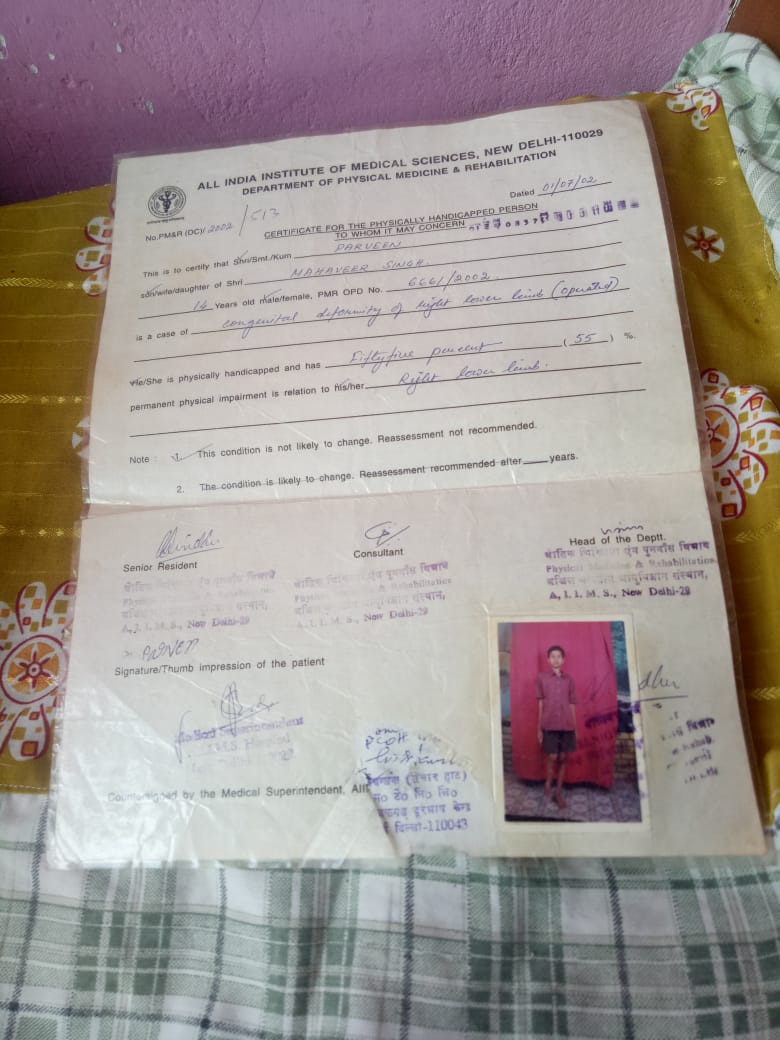 ALL INDIA INSTITUTE OF MEDICAL SCIENCES, NEW DELHI-110029
DEPARTMENT OF PHYSICAL MEDICINE & REHABILITATION
Dated 01/07/02
No.PM&R (DC)/2002/513
CERTIFICATE FOR THE PHYSICALLY HANDICAPPED PERSON
TO WHOM IT MAY CONCERN
This is to certify that Shri/Smt./Kum PARVEEN
son/wife/daughter of Shri MAHAVEER SINGH
14 Years old male/female, PMR OPD No. 6661/2002
is a case of congenital deformity of right lower limb (operated)
He/She is physically handicapped and has Fiftyfive percent (55) %.
permanent physical impairment is relation to his/her Right lower limb.
Note : 1. This condition is not likely to change. Reassessment not recommended.
2. The condition is likely to change. Reassessment recommended after years.
Senior Resident
Consultant
Head of the Deptt.
Physical Medicine & Rehabilitation
A, I. I. M. S., New Delhi-29
A, I. I. M. S., New Delhi-29
A, I. I. M. S., New Delhi-29
Signature/Thumb impression of the patient
Medical Superintendent
Hospital
Countersigned by the Medical Superintendent,
दिल्ली-110043